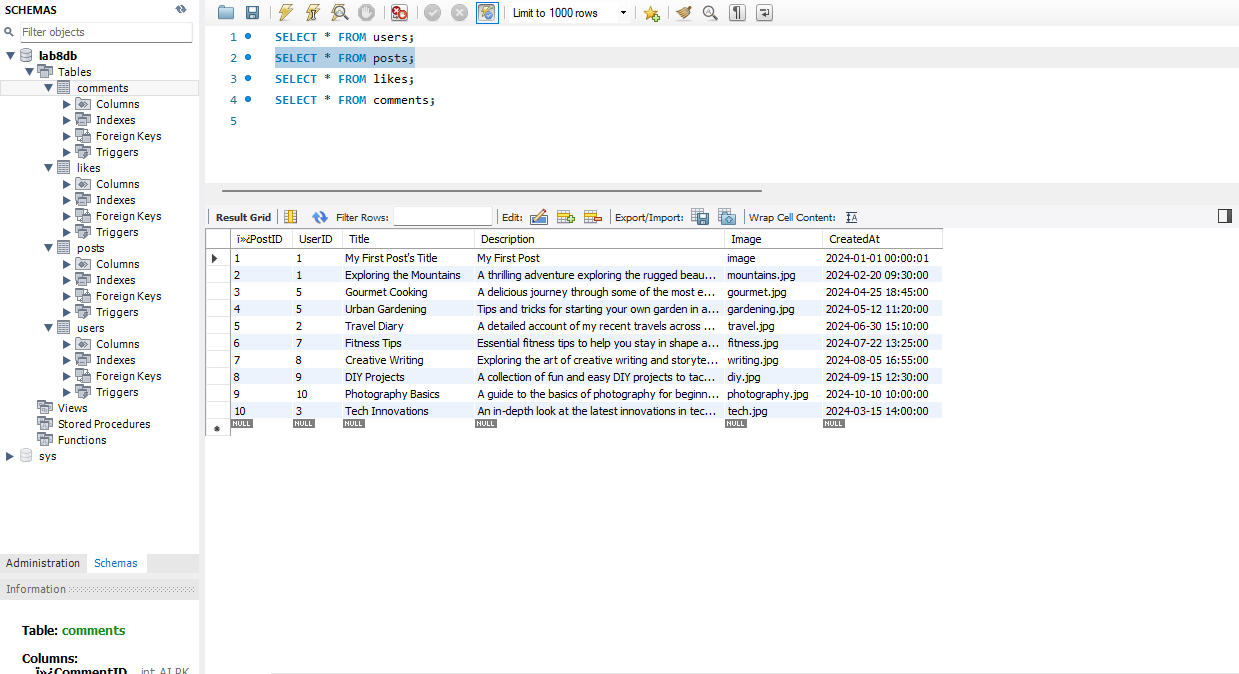 SCHEMAS
Filter objects
lab8db
Tables
comments
Columns
Indexes
Foreign Keys
Triggers
likes
Columns
Indexes
Foreign Keys
Triggers
posts
Columns
Indexes
Foreign Keys
Triggers
users
Columns
Indexes
Foreign Keys
Triggers
Views
Stored Procedures
Functions
sys
Administration Schemas
Information
Table: comments
Columns:
ï»¿CommentID int AI PK
Limit to 1000 rows
1 SELECT * FROM users;
2 SELECT * FROM posts;
3 SELECT * FROM likes;
4 SELECT * FROM comments;
5
Result Grid Filter Rows: Edit: Export/Import: Wrap Cell Content:
ï»¿PostID UserID Title Description Image CreatedAt
1 1 My First Post's Title My First Post image 2024-01-01 00:00:01
2 1 Exploring the Mountains A thrilling adventure exploring the rugged beau... mountains.jpg 2024-02-20 09:30:00
3 5 Gourmet Cooking A delicious journey through some of the most e... gourmet.jpg 2024-04-25 18:45:00
4 5 Urban Gardening Tips and tricks for starting your own garden in a... gardening.jpg 2024-05-12 11:20:00
5 2 Travel Diary A detailed account of my recent travels across ... travel.jpg 2024-06-30 15:10:00
6 7 Fitness Tips Essential fitness tips to help you stay in shape a... fitness.jpg 2024-07-22 13:25:00
7 8 Creative Writing Exploring the art of creative writing and storyte... writing.jpg 2024-08-05 16:55:00
8 9 DIY Projects A collection of fun and easy DIY projects to tac... diy.jpg 2024-09-15 12:30:00
9 10 Photography Basics A guide to the basics of photography for beginn... photography.jpg 2024-10-10 10:00:00
10 3 Tech Innovations An in-depth look at the latest innovations in tec... tech.jpg 2024-03-15 14:00:00
NULL NULL NULL NULL NULL NULL